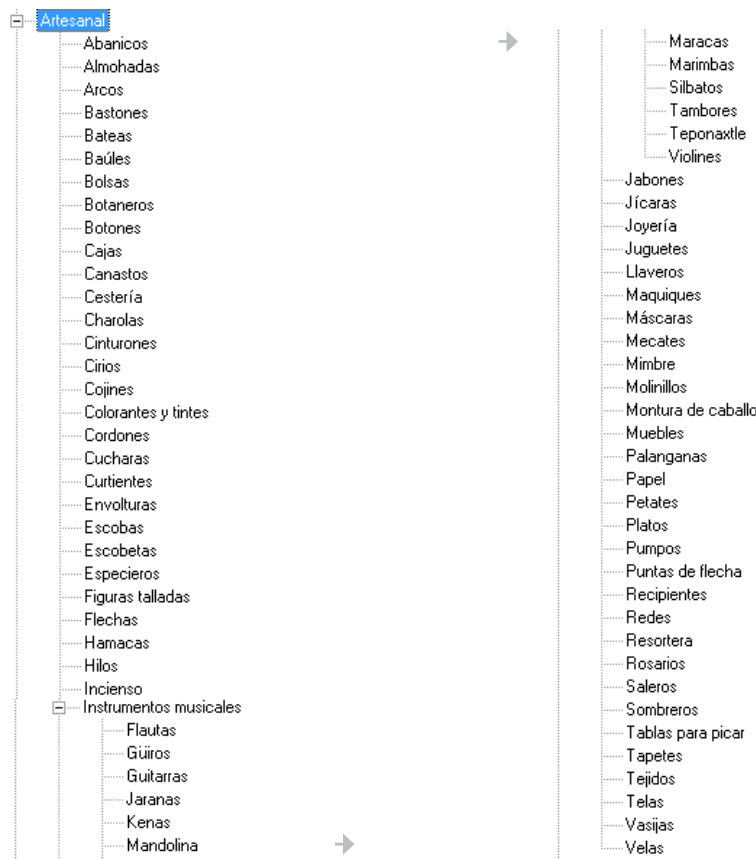 Artesanal
Abanicos
Almohadas
Arcos
Bastones
Bateas
Baúles
Bolsas
Botaneros
Botones
Cajas
Canastos
Cestería
Charolas
Cinturones
Cirios
Cojines
Colorantes y tintes
Cordones
Cucharas
Curtientes
Envolturas
Escobas
Escobetas
Especieros
Figuras talladas
Flechas
Hamacas
Hilos
Incienso
Instrumentos musicales
Flautas
Güiros
Guitarras
Jaranas
Kenas
Mandolina
Maracas
Marimbas
Silbatos
Tambores
Teponaxtle
Violines
Jabones
Jícaras
Joyería
Juguetes
Llaveros
Maquiques
Máscaras
Mecates
Mimbre
Molinillos
Montura de caballo
Muebles
Palanganas
Papel
Petates
Platos
Pumpos
Puntas de flecha
Recipientes
Redes
Resortera
Rosarios
Saleros
Sombreros
Tablas para picar
Tapetes
Tejidos
Telas
Vasijas
Velas